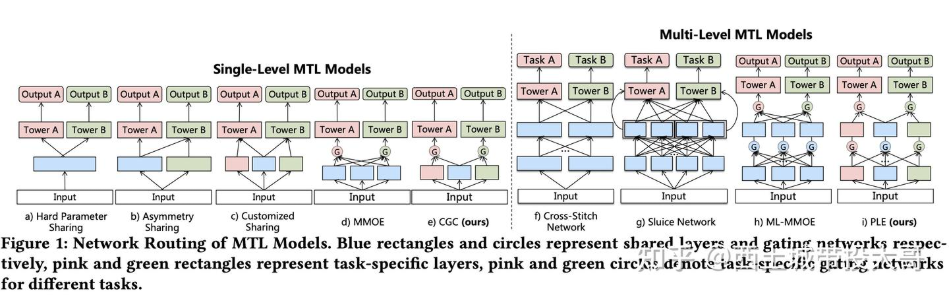 Single-Level MTL Models
Multi-Level MTL Models
Output A Output B Output A Output B Output A Output B Output A Output B Output A Output B
Tower A Tower B Tower A Tower B Tower A Tower B Tower A Tower B Tower A Tower B
G G G G
Input Input Input Input Input
a) Hard Parameter Sharing
b) Asymmetry Sharing
c) Customized Sharing
d) MMOE
e) CGC (ours)
Task A Task B Task A Task B Output A Output B Output A Output B
Tower A Tower B Tower A Tower B Tower A Tower B Tower A Tower B
G G G G
...
...
G G G G G G
Input Input Input Input
f) Cross-Stitch Network
g) Sluice Network
h) ML-MMOE
i) PLE (ours)
Figure 1: Network Routing of MTL Models. Blue rectangles and circles represent shared layers and gating networks respec-
tively, pink and green rectangles represent task-specific layers, pink and green circles denote task-specific gating networks
for different tasks.